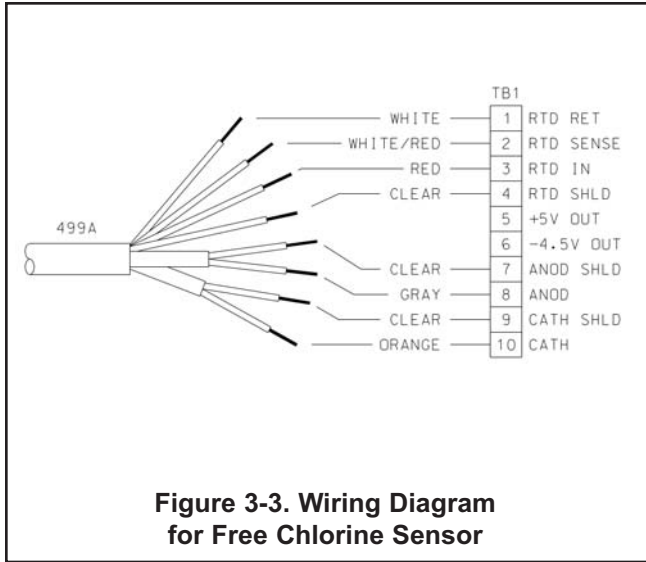 TB1
WHITE 1 RTD RET
WHITE/RED 2 RTD SENSE
RED 3 RTD IN
CLEAR 4 RTD SHLD
499A
5 +5V OUT
6 -4.5V OUT
CLEAR 7 ANOD SHLD
GRAY 8 ANOD
CLEAR 9 CATH SHLD
ORANGE 10 CATH
Figure 3-3. Wiring Diagram
for Free Chlorine Sensor